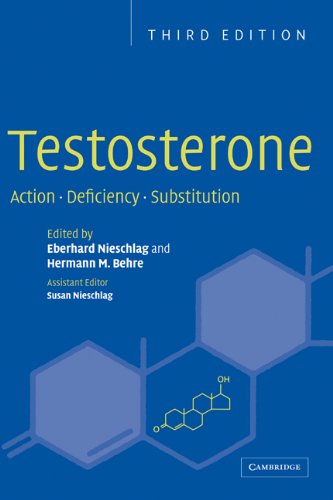 THIRD EDITION
Testosterone
Action · Deficiency · Substitution
Edited by
Eberhard Nieschlag and
Hermann M. Behre
Assistant Editor
Susan Nieschlag
OH
O
CAMBRIDGE